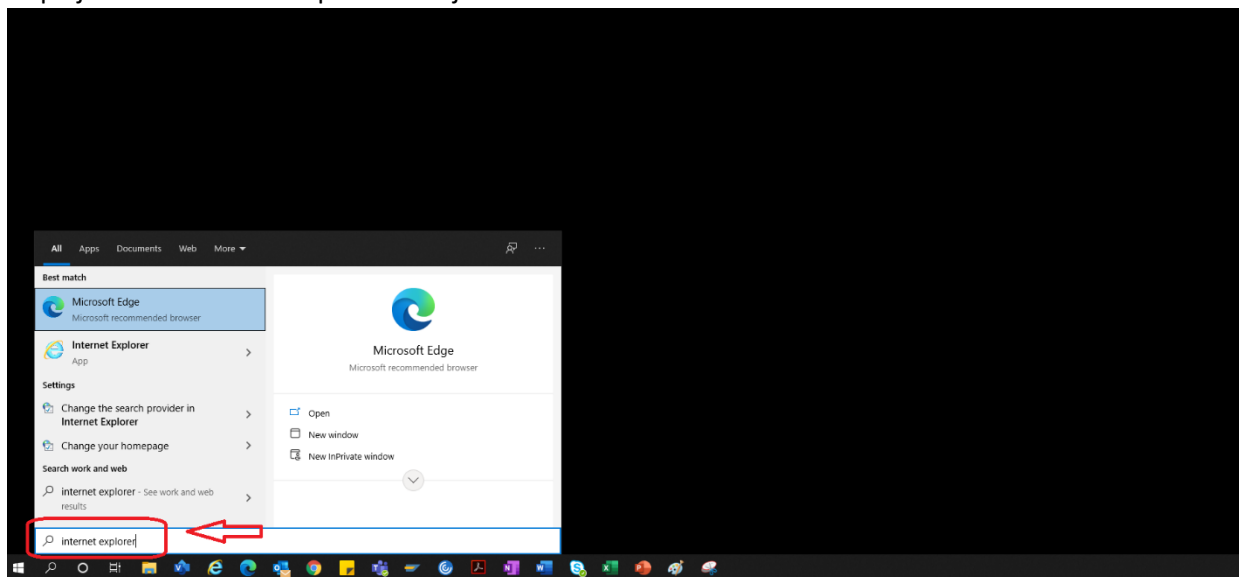 All Apps Documents Web More
Best match
Microsoft Edge
Microsoft recommended browser
Internet Explorer
App
Settings
Change the search provider in
Internet Explorer
Change your homepage
Search work and web
internet explorer - See work and web
results
internet explorer
Microsoft Edge
Microsoft recommended browser
Open
New window
New InPrivate window